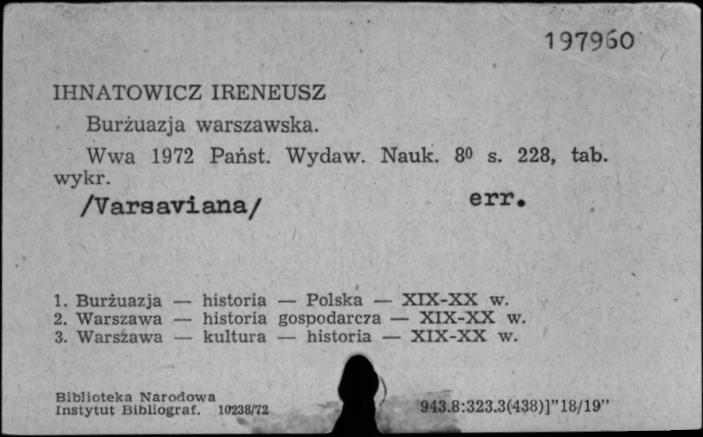 197960
IHNATOWICZ IRENEUSZ
Burżuazja warszawska.
Wwa 1972 Państ. Wydaw. Nauk. 8⁰ s. 228, tab.
wykr.
/Varsaviana/ err.
1. Burżuazja — historia — Polska — XIX-XX w.
2. Warszawa — historia gospodarcza — XIX-XX w.
3. Warszawa — kultura — historia — XIX-XX w.
Biblioteka Narodowa
Instytut Bibliograf. 10238/72 943.8:323.3(438)]"18/19"